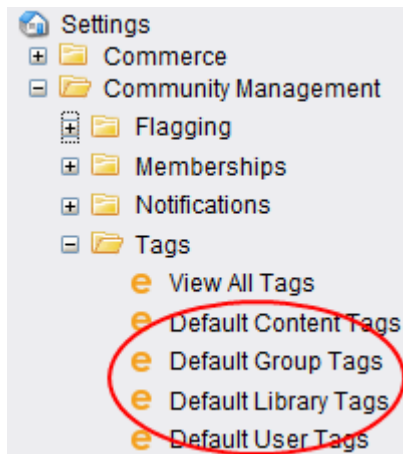 Settings
Commerce
Community Management
Flagging
Memberships
Notifications
Tags
View All Tags
Default Content Tags
Default Group Tags
Default Library Tags
Default User Tags